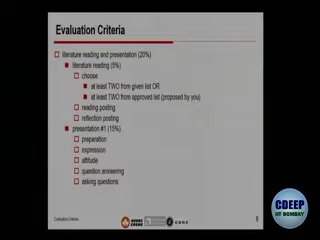 Evaluation Criteria
literature reading and presentation (20%)
literature reading (5%)
choose
at least TWO from given list OR
at least TWO from approved list (proposed by you)
reading posting
reflection posting
presentation #1 (15%)
preparation
expression
attitude
question answering
asking questions
Evaluation Criteria
CDEEP
IIT BOMBAY